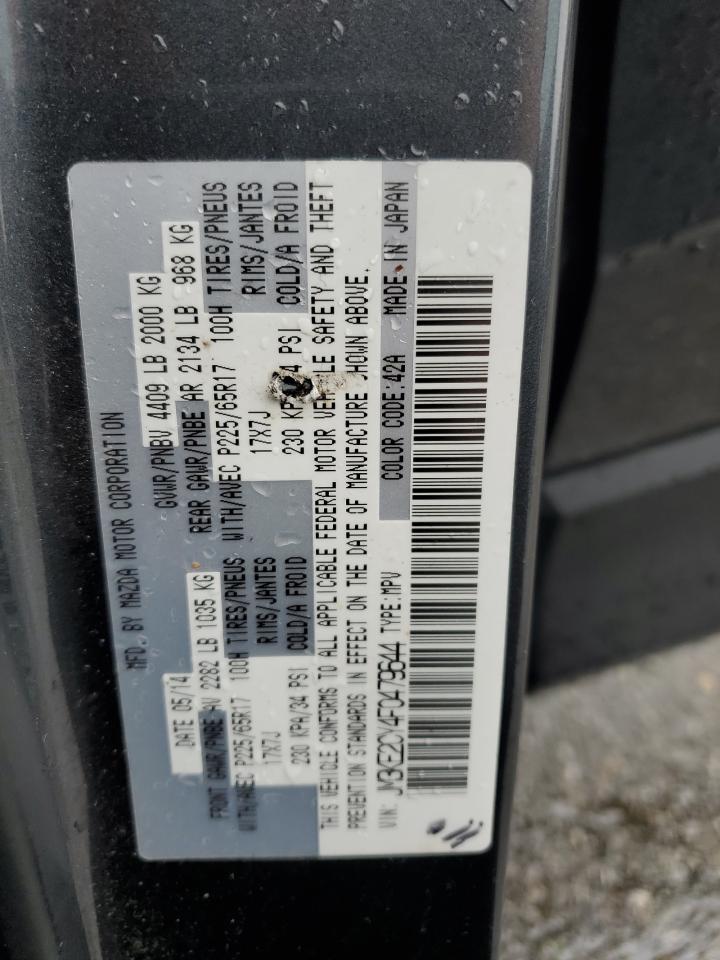 MFD. BY MAZDA MOTOR CORPORATION
DATE 05/14 GVWR/PNBV 4409 LB 2000 KG
FRONT GAWR/PNBE AV 2282 LB 1035 KG REAR GAWR/PNBE AR 2134 LB 968 KG
WITH/AVEC P225/65R17 100H TIRES/PNEUS WITH/AVEC P225/65R17 100H TIRES/PNEUS
17X7J RIMS/JANTES 17X7J RIMS/JANTES
230 KPA/34 PSI COLD/A FROID 230 KPA/34 PSI COLD/A FROID
THIS VEHICLE CONFORMS TO ALL APPLICABLE FEDERAL MOTOR VEHICLE SAFETY AND THEFT
PREVENTION STANDARDS IN EFFECT ON THE DATE OF MANUFACTURE SHOWN ABOVE.
VIN: JM3KE2CY4F0479644 TYPE:MPV COLOR CODE:42A MADE IN JAPAN